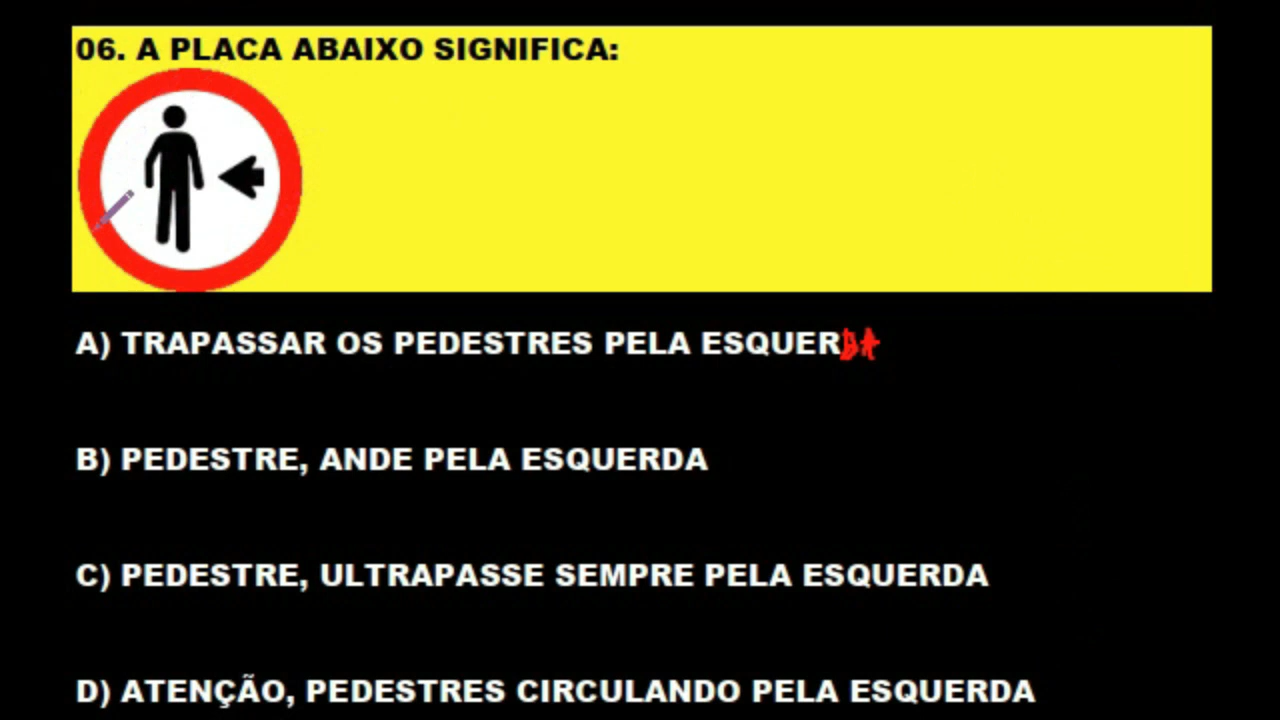 06. A PLACA ABAIXO SIGNIFICA:
A) TRAPASSAR OS PEDESTRES PELA ESQUERDA
B) PEDESTRE, ANDE PELA ESQUERDA
C) PEDESTRE, ULTRAPASSE SEMPRE PELA ESQUERDA
D) ATENÇÃO, PEDESTRES CIRCULANDO PELA ESQUERDA